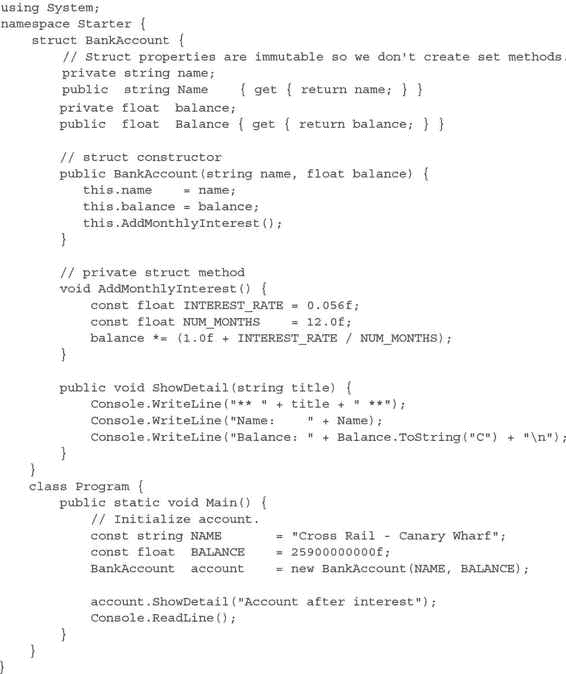 using System;
namespace Starter {
    struct BankAccount {
        // Struct properties are immutable so we don't create set methods.
        private string name;
        public  string Name    { get { return name; } }
        private float  balance;
        public  float  Balance { get { return balance; } }

        // struct constructor
        public BankAccount(string name, float balance) {
           this.name    = name;
           this.balance = balance;
           this.AddMonthlyInterest();
        }

        // private struct method
        void AddMonthlyInterest() {
            const float INTEREST_RATE = 0.056f;
            const float NUM_MONTHS    = 12.0f;
            balance *= (1.0f + INTEREST_RATE / NUM_MONTHS);
        }

        public void ShowDetail(string title) {
            Console.WriteLine("** " + title + " **");
            Console.WriteLine("Name:    " + Name);
            Console.WriteLine("Balance: " + Balance.ToString("C") + "\n");
        }
    }
    class Program {
        public static void Main() {
            // Initialize account.
            const string NAME       = "Cross Rail - Canary Wharf";
            const float  BALANCE    = 25900000000f;
            BankAccount  account    = new BankAccount(NAME, BALANCE);

            account.ShowDetail("Account after interest");
            Console.ReadLine();
        }
    }
}